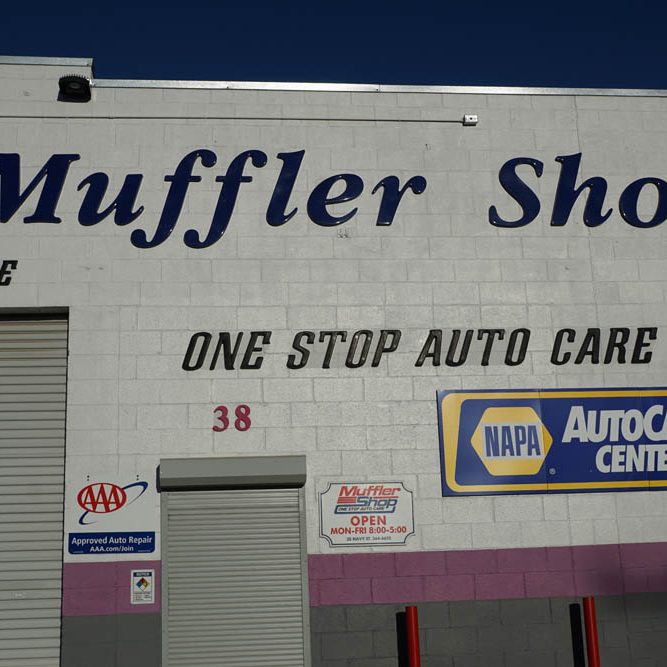 Muffler Sho
E
ONE STOP AUTO CARE
38
NAPA
AUTOCA
CENTE
AAA
Approved Auto Repair
AAA.com/Join
Muffler
Shop
ONE STOP AUTO CARE
OPEN
MON-FRI 8:00-5:00